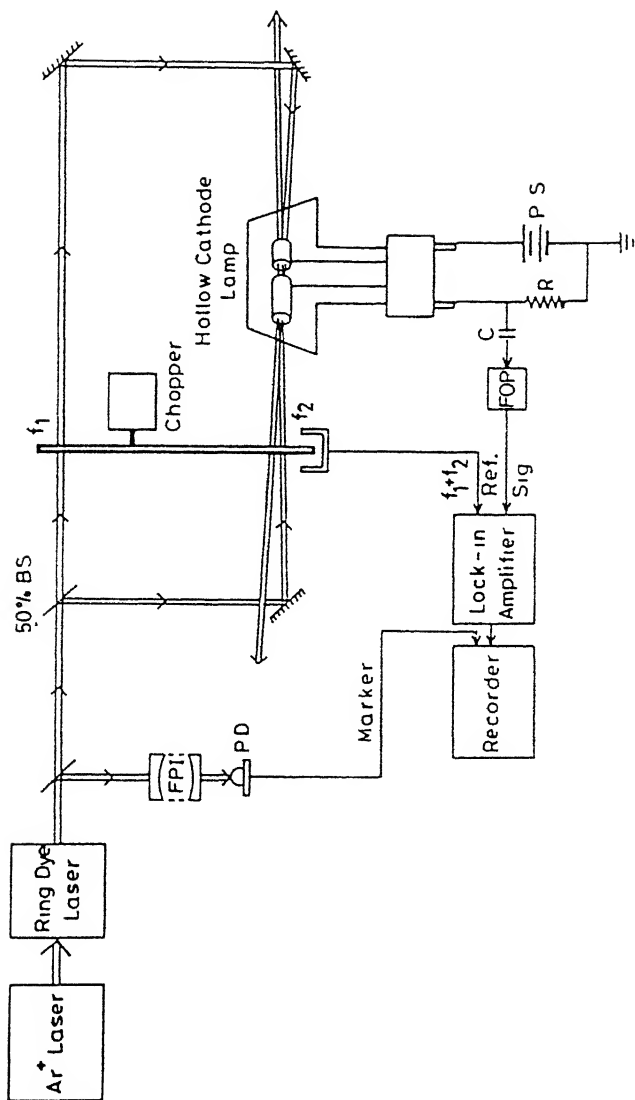 Ar+ Laser
Ring Dye
Laser
50% BS
f1
Chopper
f2
Hollow Cathode
Lamp
FPI
PD
Marker
f1+f2
Ref.
Sig
Lock-in
Amplifier
Recorder
FOP
C
R
P S